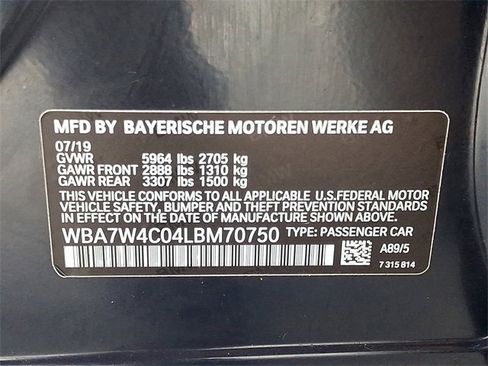 MFD BY BAYERISCHE MOTOREN WERKE AG
07/19
GVWR 5964 lbs 2705 kg
GAWR FRONT 2888 lbs 1310 kg
GAWR REAR 3307 lbs 1500 kg
THIS VEHICLE CONFORMS TO ALL APPLICABLE U.S.FEDERAL MOTOR
VEHICLE SAFETY, BUMPER, AND THEFT PREVENTION STANDARDS
IN EFFECT ON THE DATE OF MANUFACTURE SHOWN ABOVE.
WBA7W4C04LBM70750 TYPE: PASSENGER CAR
A89/5
7 315 814